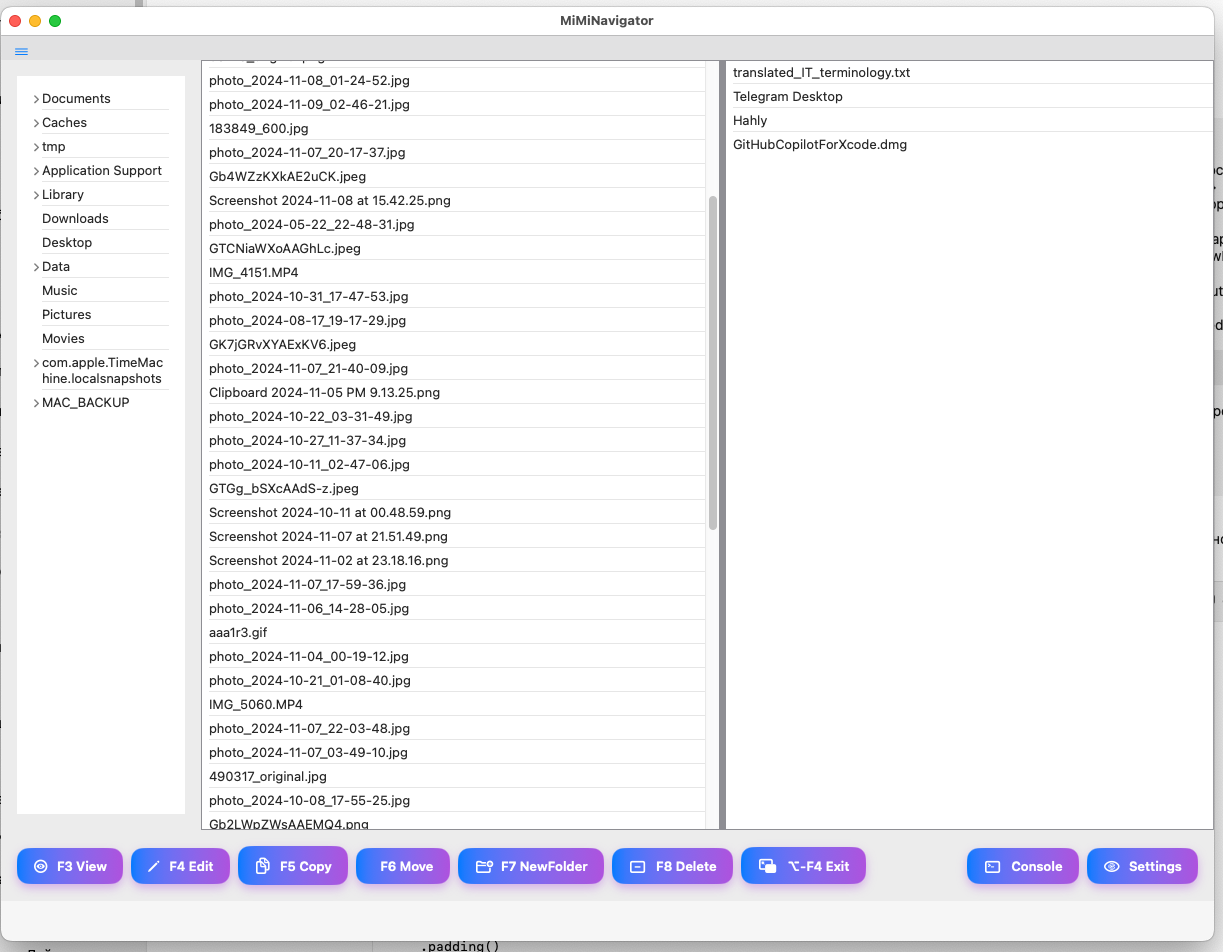 MiMiNavigator
Documents
Caches
tmp
Application Support
Library
Downloads
Desktop
Data
Music
Pictures
Movies
com.apple.TimeMac
hine.localsnapshots
MAC_BACKUP
photo_2024-11-08_01-24-52.jpg
photo_2024-11-09_02-46-21.jpg
183849_600.jpg
photo_2024-11-07_20-17-37.jpg
Gb4WZzKXkAE2uCK.jpeg
Screenshot 2024-11-08 at 15.42.25.png
photo_2024-05-22_22-48-31.jpg
GTCNiaWXoAAGhLc.jpeg
IMG_4151.MP4
photo_2024-10-31_17-47-53.jpg
photo_2024-08-17_19-17-29.jpg
GK7jGRvXYAExKV6.jpeg
photo_2024-11-07_21-40-09.jpg
Clipboard 2024-11-05 PM 9.13.25.png
photo_2024-10-22_03-31-49.jpg
photo_2024-10-27_11-37-34.jpg
photo_2024-10-11_02-47-06.jpg
GTGg_bSXcAAdS-z.jpeg
Screenshot 2024-10-11 at 00.48.59.png
Screenshot 2024-11-07 at 21.51.49.png
Screenshot 2024-11-02 at 23.18.16.png
photo_2024-11-07_17-59-36.jpg
photo_2024-11-06_14-28-05.jpg
aaa1r3.gif
photo_2024-11-04_00-19-12.jpg
photo_2024-10-21_01-08-40.jpg
IMG_5060.MP4
photo_2024-11-07_22-03-48.jpg
photo_2024-11-07_03-49-10.jpg
490317_original.jpg
photo_2024-10-08_17-55-25.jpg
Gb2LWpZWsAAEMQ4.png
translated_IT_terminology.txt
Telegram Desktop
Hahly
GitHubCopilotForXcode.dmg
F3 View
F4 Edit
F5 Copy
F6 Move
F7 NewFolder
F8 Delete
⌥-F4 Exit
Console
Settings
.padding()